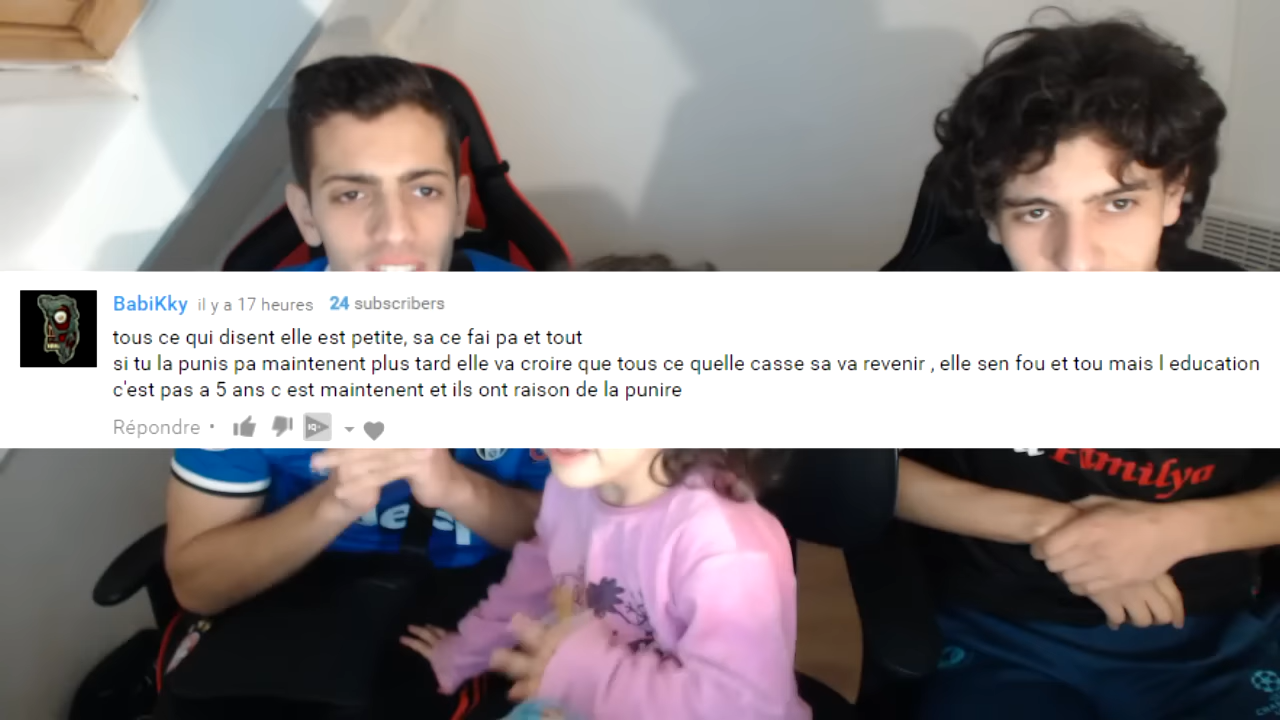 BabiKky il y a 17 heures 24 subscribers
tous ce qui disent elle est petite, sa ce fai pa et tout
si tu la punis pa maintenent plus tard elle va croire que tous ce quelle casse sa va revenir , elle sen fou et tou mais l education
c'est pas a 5 ans c est maintenent et ils ont raison de la punire
Répondre •
Familya